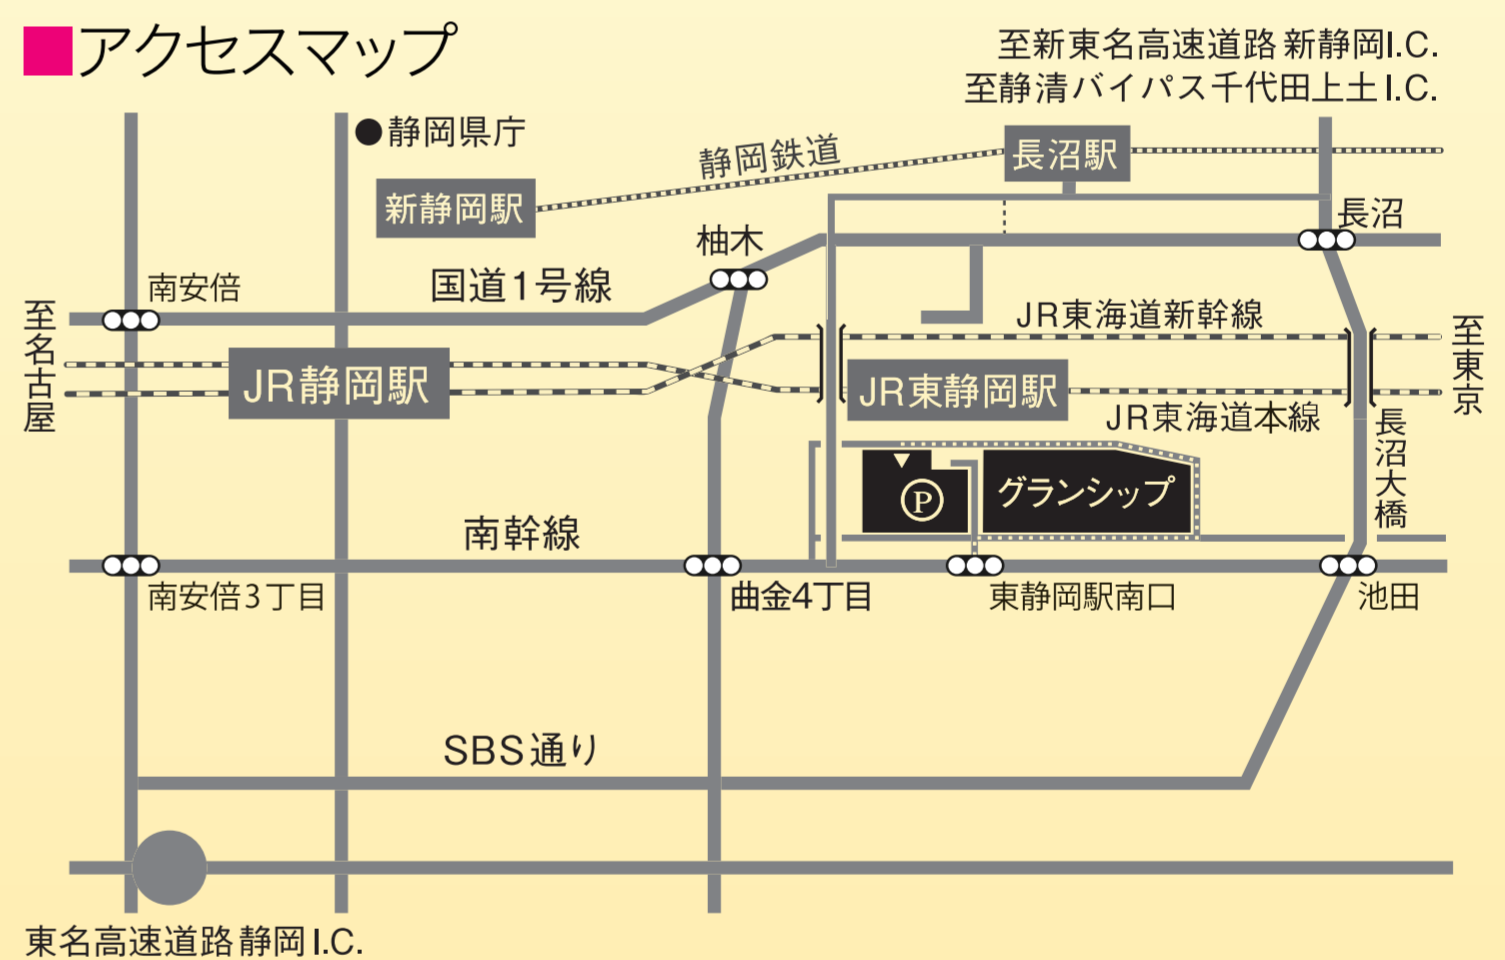 アクセスマップ
至新東名高速道路 新静岡I.C.
至静清バイパス千代田上土I.C.
静岡県庁
静岡鉄道
長沼駅
新静岡駅
長沼
柚木
南安倍
国道1号線
JR東海道新幹線
至名古屋
至東京
JR静岡駅
JR東静岡駅
JR東海道本線
長沼大橋
P
グランシップ
南幹線
南安倍3丁目
曲金4丁目
東静岡駅南口
池田
SBS通り
東名高速道路 静岡I.C.